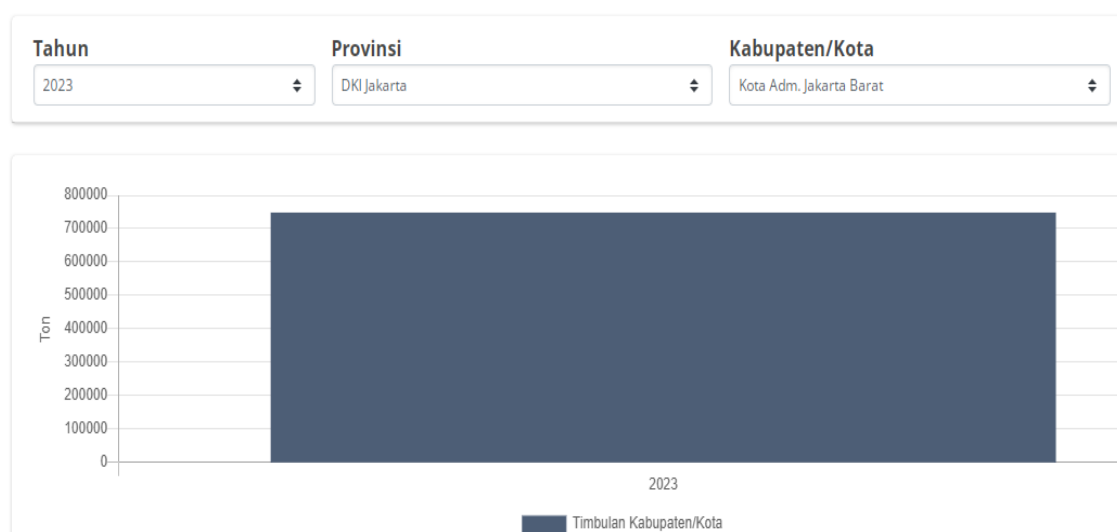 Tahun Provinsi Kabupaten/Kota
2023 DKI Jakarta Kota Adm. Jakarta Barat
800000
700000
600000
500000
400000
300000
200000
100000
0
Ton
2023
Timbulan Kabupaten/Kota